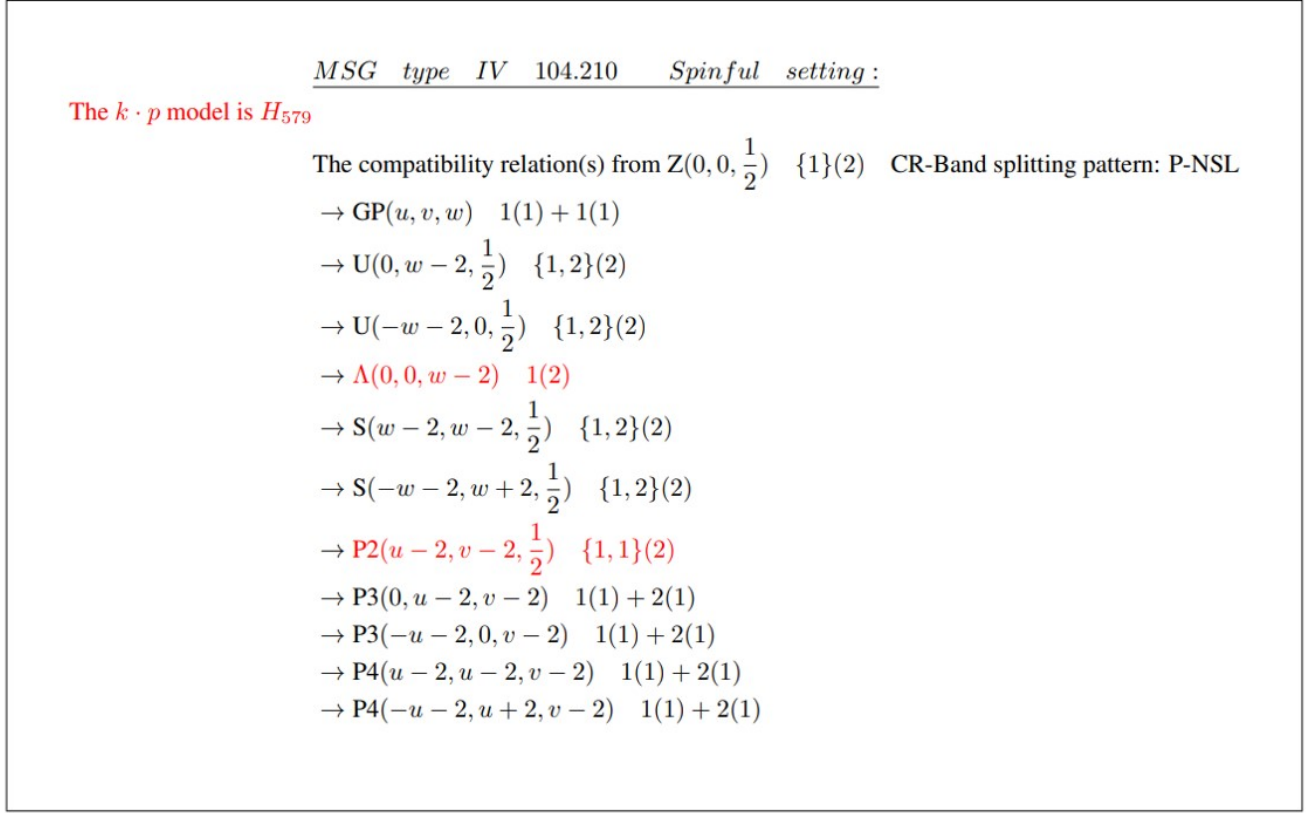 MSG type IV 104.210 Spinful setting :
The k · p model is H₅₇₉
The compatibility relation(s) from Z(0, 0, 1/2) {1}(2) CR-Band splitting pattern: P-NSL
→ GP(u, v, w) 1(1) + 1(1)
→ U(0, w − 2, 1/2) {1, 2}(2)
→ U(−w − 2, 0, 1/2) {1, 2}(2)
→ Λ(0, 0, w − 2) 1(2)
→ S(w − 2, w − 2, 1/2) {1, 2}(2)
→ S(−w − 2, w + 2, 1/2) {1, 2}(2)
→ P2(u − 2, v − 2, 1/2) {1, 1}(2)
→ P3(0, u − 2, v − 2) 1(1) + 2(1)
→ P3(−u − 2, 0, v − 2) 1(1) + 2(1)
→ P4(u − 2, u − 2, v − 2) 1(1) + 2(1)
→ P4(−u − 2, u + 2, v − 2) 1(1) + 2(1)